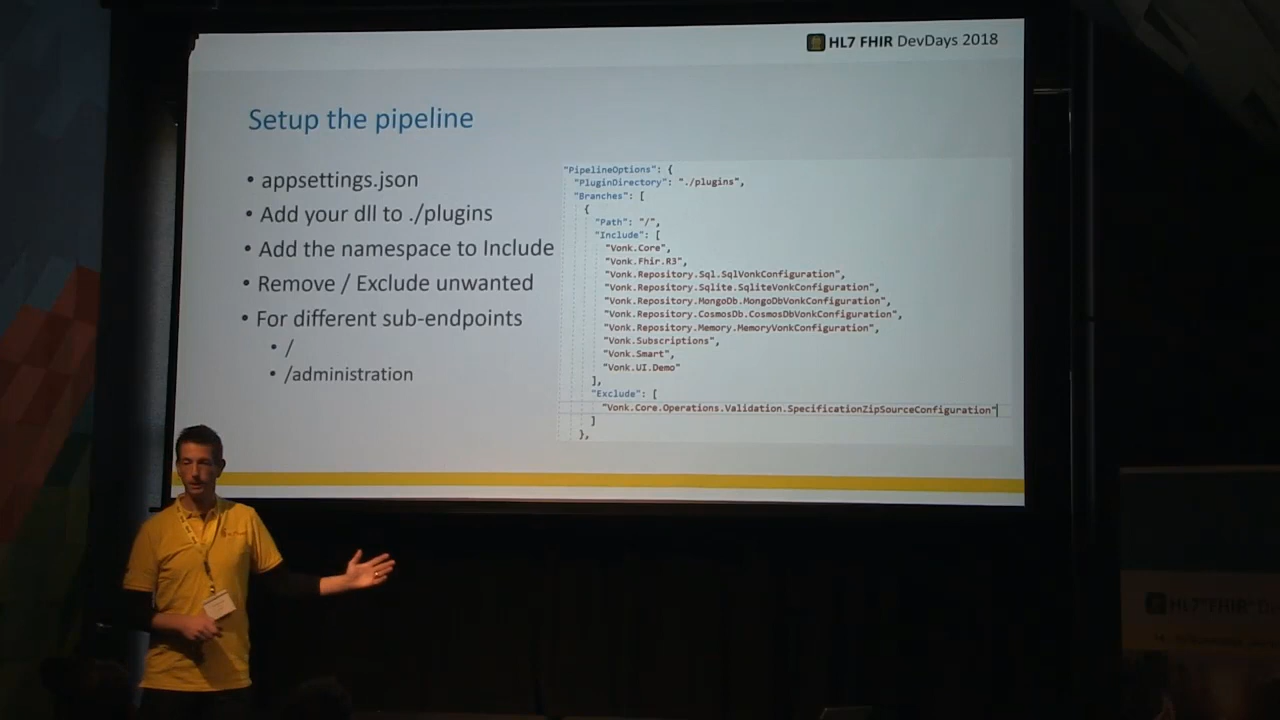 HL7 FHIR DevDays 2018
Setup the pipeline
• appsettings.json
• Add your dll to ./plugins
• Add the namespace to Include
• Remove / Exclude unwanted
• For different sub-endpoints
• /
• /administration
"PipelineOptions": {
"PluginDirectory": "./plugins",
"Branches": [
{
"Path": "/",
"Include": [
"Vonk.Core",
"Vonk.Fhir.R3",
"Vonk.Repository.Sql.SqlVonkConfiguration",
"Vonk.Repository.Sqlite.SqliteVonkConfiguration",
"Vonk.Repository.MongoDb.MongoDbVonkConfiguration",
"Vonk.Repository.CosmosDb.CosmosDbVonkConfiguration",
"Vonk.Repository.Memory.MemoryVonkConfiguration",
"Vonk.Subscriptions",
"Vonk.Smart",
"Vonk.UI.Demo"
],
"Exclude": [
"Vonk.Core.Operations.Validation.SpecificationZipSourceConfiguration"
]
},
HL7 FHIR